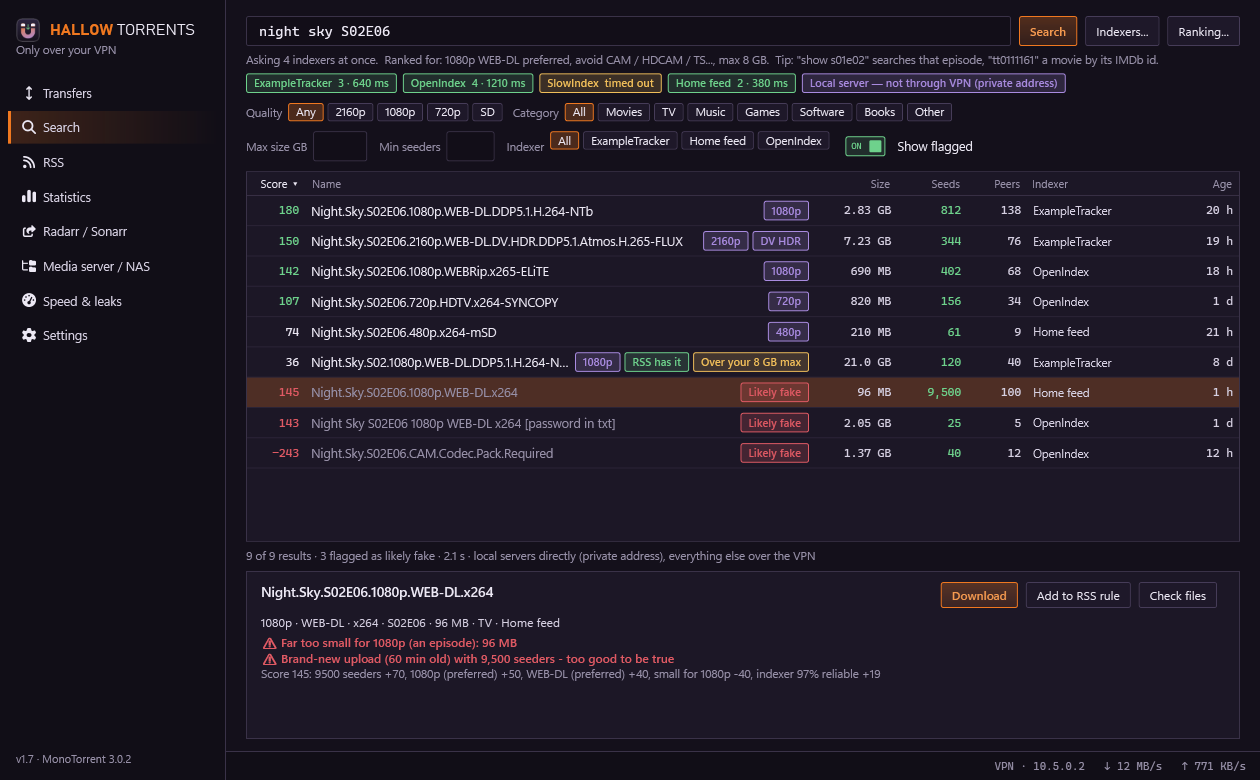 HALLOW TORRENTS
Only over your VPN
Transfers
Search
RSS
Statistics
Radarr / Sonarr
Media server / NAS
Speed & leaks
Settings
v1.7 · MonoTorrent 3.0.2
night sky S02E06
Search
Indexers...
Ranking...
Asking 4 indexers at once. Ranked for: 1080p WEB-DL preferred, avoid CAM / HDCAM / TS..., max 8 GB. Tip: "show s01e02" searches that episode, "tt0111161" a movie by its IMDb id.
ExampleTracker 3 · 640 ms
OpenIndex 4 · 1210 ms
SlowIndex timed out
Home feed 2 · 380 ms
Local server — not through VPN (private address)
Quality Any 2160p 1080p 720p SD Category All Movies TV Music Games Software Books Other
Max size GB Min seeders Indexer All ExampleTracker Home feed OpenIndex ON Show flagged
Score ▾ Name Size Seeds Peers Indexer Age
180 Night.Sky.S02E06.1080p.WEB-DL.DDP5.1.H.264-NTb 1080p 2.83 GB 812 138 ExampleTracker 20 h
150 Night.Sky.S02E06.2160p.WEB-DL.DV.HDR.DDP5.1.Atmos.H.265-FLUX 2160p DV HDR 7.23 GB 344 76 ExampleTracker 19 h
142 Night.Sky.S02E06.1080p.WEBRip.x265-ELiTE 1080p 690 MB 402 68 OpenIndex 18 h
107 Night.Sky.S02E06.720p.HDTV.x264-SYNCOPY 720p 820 MB 156 34 OpenIndex 1 d
74 Night.Sky.S02E06.480p.x264-mSD 480p 210 MB 61 9 Home feed 21 h
36 Night.Sky.S02.1080p.WEB-DL.DDP5.1.H.264-N... 1080p RSS has it Over your 8 GB max 21.0 GB 120 40 ExampleTracker 8 d
145 Night.Sky.S02E06.1080p.WEB-DL.x264 Likely fake 96 MB 9,500 100 Home feed 1 h
143 Night Sky S02E06 1080p WEB-DL x264 [password in txt] Likely fake 2.05 GB 25 5 OpenIndex 1 d
−243 Night.Sky.S02E06.CAM.Codec.Pack.Required Likely fake 1.37 GB 40 12 OpenIndex 12 h
9 of 9 results · 3 flagged as likely fake · 2.1 s · local servers directly (private address), everything else over the VPN
Night.Sky.S02E06.1080p.WEB-DL.x264
Download
Add to RSS rule
Check files
1080p · WEB-DL · x264 · S02E06 · 96 MB · TV · Home feed
Far too small for 1080p (an episode): 96 MB
Brand-new upload (60 min old) with 9,500 seeders - too good to be true
Score 145: 9500 seeders +70, 1080p (preferred) +50, WEB-DL (preferred) +40, small for 1080p -40, indexer 97% reliable +19
VPN · 10.5.0.2 ↓ 12 MB/s ↑ 771 KB/s